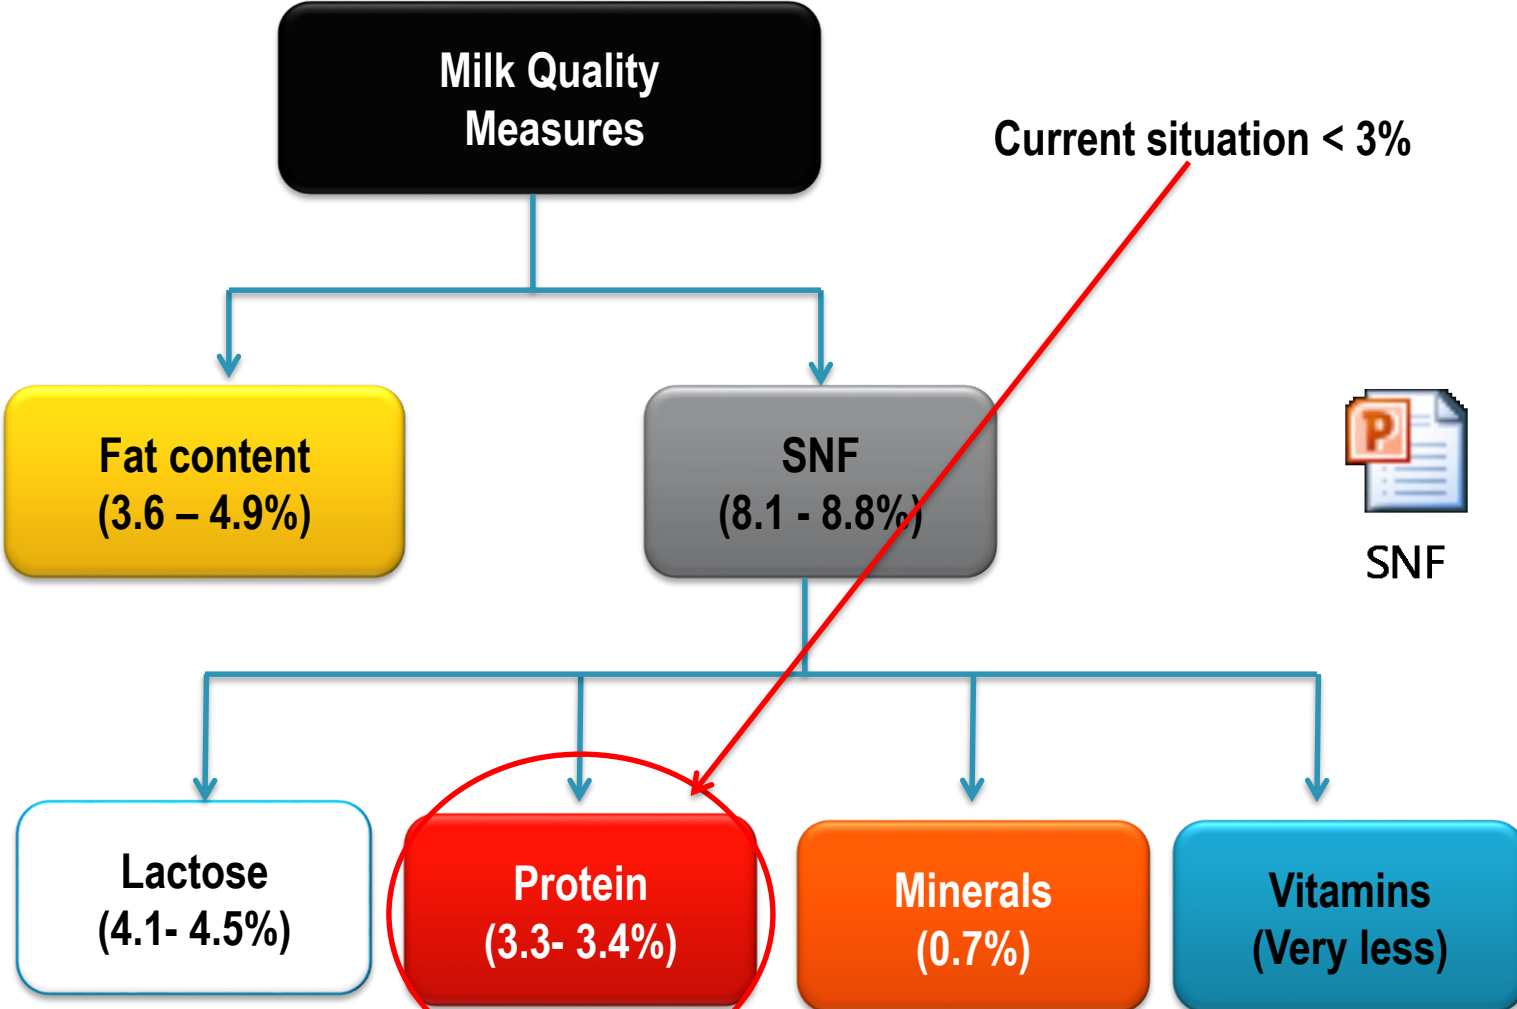 Milk Quality
Measures
Current situation < 3%
Fat content
(3.6 – 4.9%)
SNF
(8.1 - 8.8%)
P
SNF
Lactose
(4.1- 4.5%)
Protein
(3.3- 3.4%)
Minerals
(0.7%)
Vitamins
(Very less)